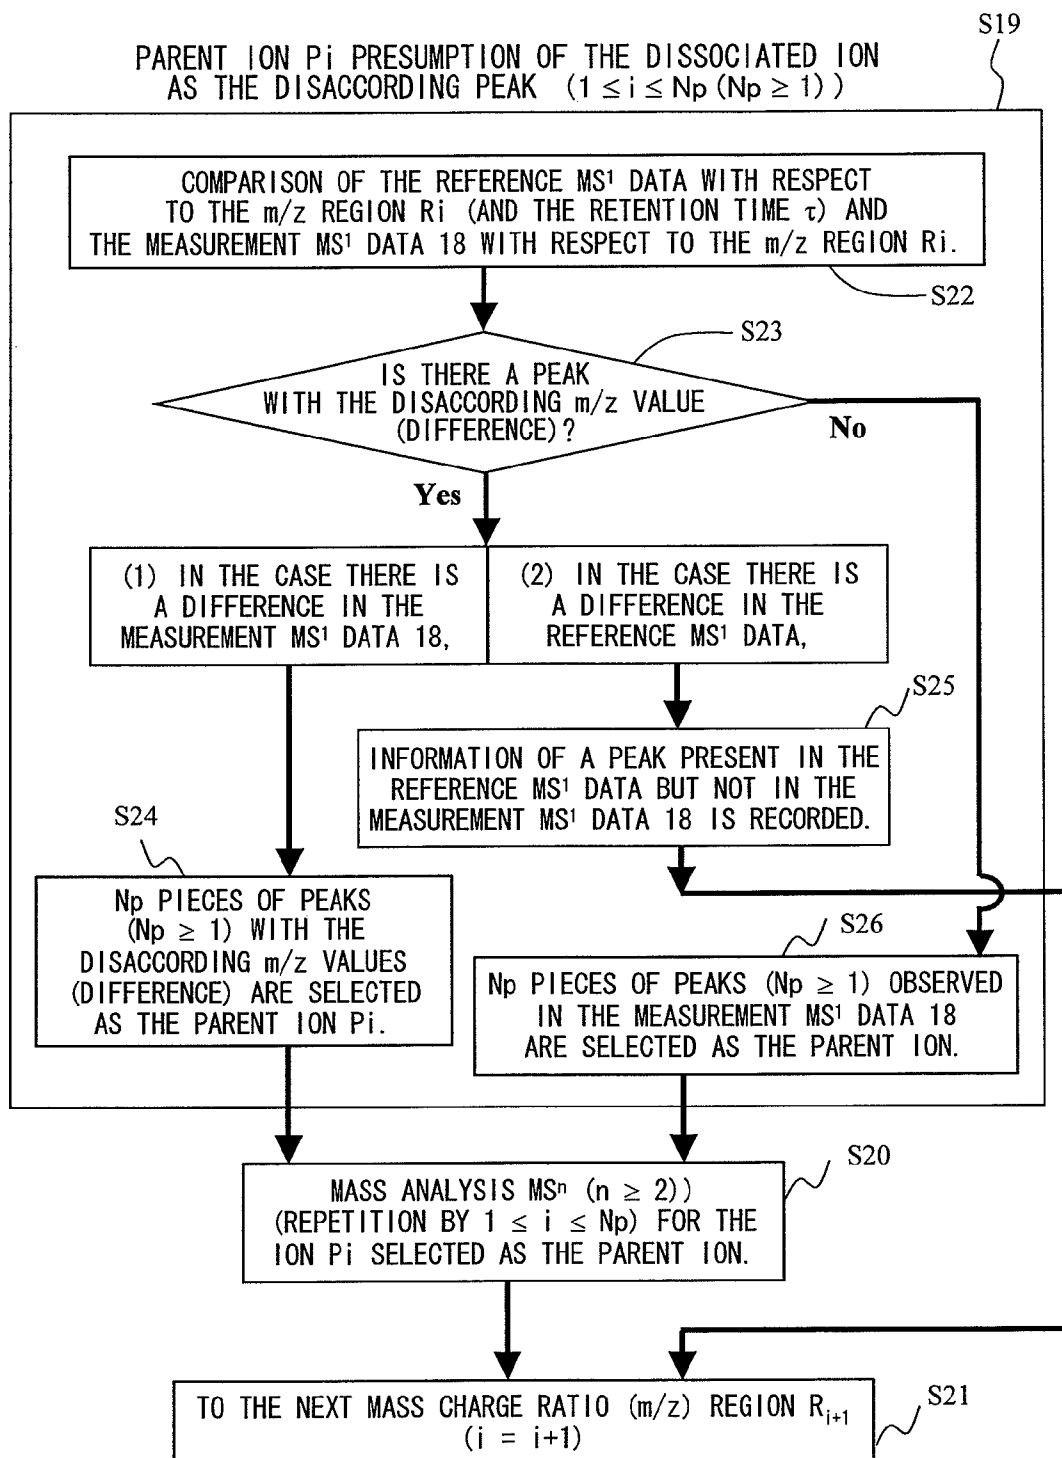 S19
PARENT ION Pi PRESUMPTION OF THE DISSOCIATED ION
AS THE DISACCORDING PEAK (1 ≤ i ≤ Np (Np ≥ 1))
COMPARISON OF THE REFERENCE MS¹ DATA WITH RESPECT
TO THE m/z REGION Ri (AND THE RETENTION TIME τ) AND
THE MEASUREMENT MS¹ DATA 18 WITH RESPECT TO THE m/z REGION Ri.
S22
S23
IS THERE A PEAK
WITH THE DISACCORDING m/z VALUE
(DIFFERENCE)?
No
Yes
(1) IN THE CASE THERE IS
A DIFFERENCE IN THE
MEASUREMENT MS¹ DATA 18,
(2) IN THE CASE THERE IS
A DIFFERENCE IN THE
REFERENCE MS¹ DATA,
S25
INFORMATION OF A PEAK PRESENT IN THE
REFERENCE MS¹ DATA BUT NOT IN THE
MEASUREMENT MS¹ DATA 18 IS RECORDED.
S24
Np PIECES OF PEAKS
(Np ≥ 1) WITH THE
DISACCORDING m/z VALUES
(DIFFERENCE) ARE SELECTED
AS THE PARENT ION Pi.
S26
Np PIECES OF PEAKS (Np ≥ 1) OBSERVED
IN THE MEASUREMENT MS¹ DATA 18
ARE SELECTED AS THE PARENT ION.
S20
MASS ANALYSIS MSⁿ (n ≥ 2))
(REPETITION BY 1 ≤ i ≤ Np) FOR THE
ION Pi SELECTED AS THE PARENT ION.
S21
TO THE NEXT MASS CHARGE RATIO (m/z) REGION Rᵢ₊₁
(i = i+1)